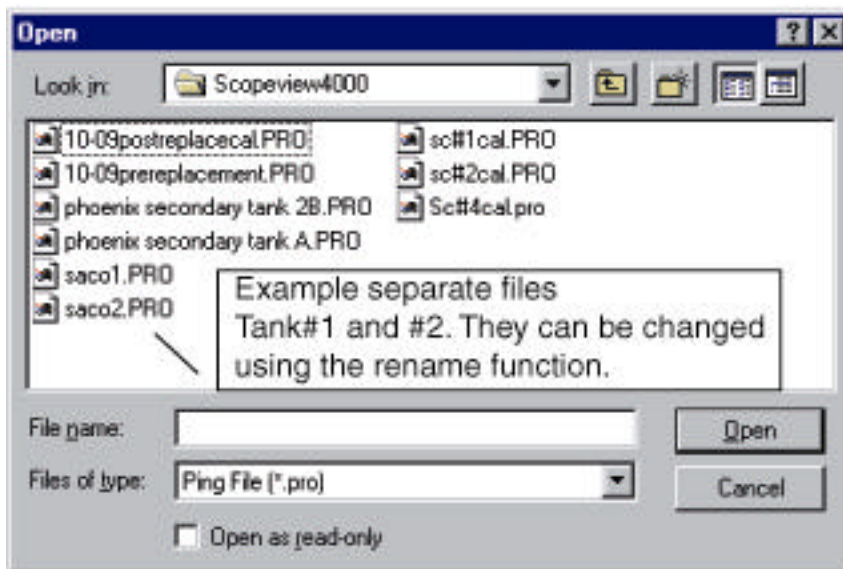 Open
Look in: Scopeview4000
10-09postreplacecal.PRO
10-09prereplacement.PRO
phoenix secondary tank 2B.PRO
phoenix secondary tank A.PRO
saco1.PRO
saco2.PRO
sc#1cal.PRO
sc#2cal.PRO
Sc#4cal.pro
Example separate files
Tank#1 and #2. They can be changed
using the rename function.
File name:
Open
Files of type: Ping File (*.pro)
Cancel
Open as read-only